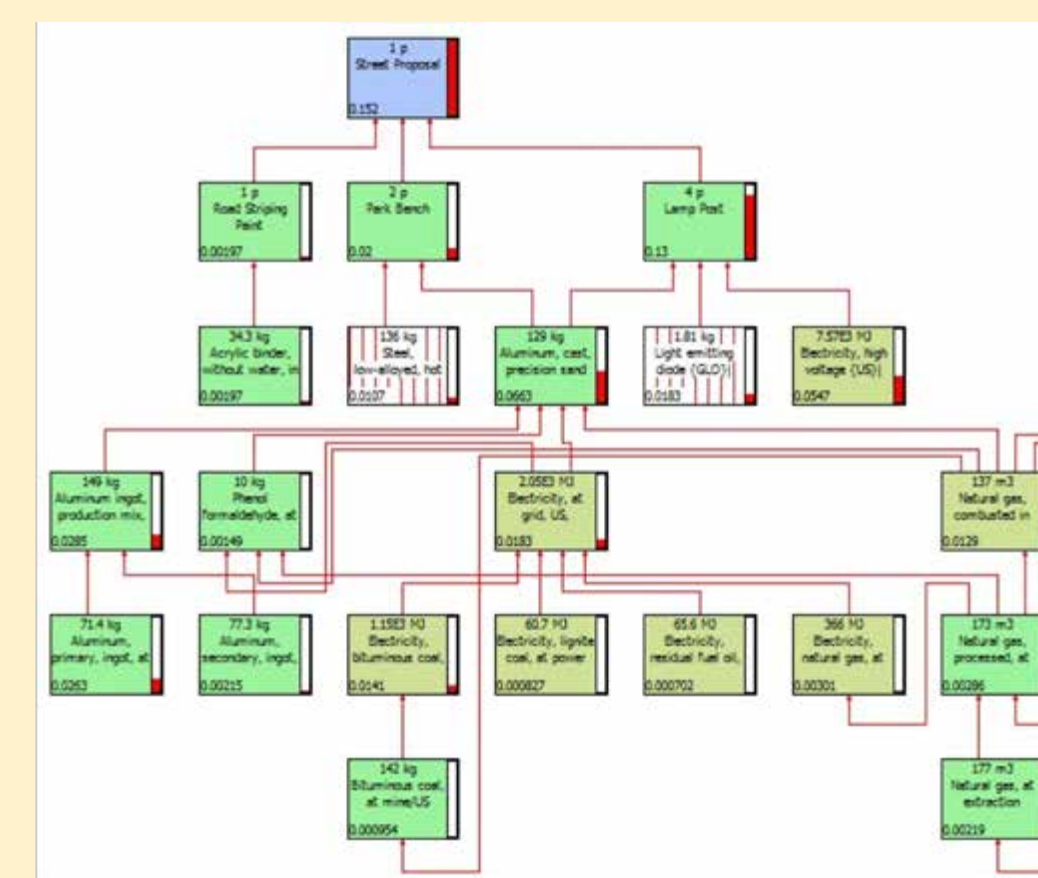 1 p
Street Proposal
0.152
1 p
Road Striping
Paint
0.00197
2 p
Park Bench
0.02
4 p
Lamp Post
0.13
34.3 kg
Acrylic binder,
without water, in
0.00197
136 kg
Steel,
low-alloyed, hot
0.0107
129 kg
Aluminum, cast,
precision sand
0.0663
1.81 kg
Light emitting
diode {GLO}|
0.0183
7.57E3 MJ
Electricity, high
voltage {US}|
0.0547
149 kg
Aluminum ingot,
production mix,
0.0285
10 kg
Phenol
formaldehyde, at
0.00149
2.05E3 MJ
Electricity, at
grid, US,
0.0183
137 m3
Natural gas,
combusted in
0.0129
71.4 kg
Aluminum,
primary, ingot, at
0.0263
77.3 kg
Aluminum,
secondary, ingot,
0.00215
1.15E3 MJ
Electricity,
bituminous coal,
0.0141
60.7 MJ
Electricity, lignite
coal, at power
0.000827
65.6 MJ
Electricity,
residual fuel oil,
0.000702
366 MJ
Electricity,
natural gas, at
0.00301
173 m3
Natural gas,
processed, at
0.00286
142 kg
Bituminous coal,
at mine/US
0.000954
177 m3
Natural gas, at
extraction
0.00219